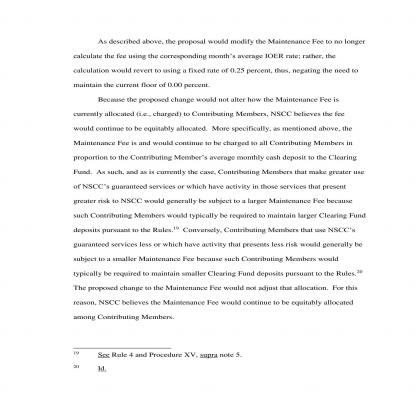 As described above, the proposal would modify the Maintenance Fee to no longer
calculate the fee using the corresponding month's average IOER rate; rather, the
calculation would revert to using a fixed rate of 0.25 percent, thus, negating the need to
maintain the current floor of 0.00 percent.
Because the proposed change would not alter how the Maintenance Fee is
currently allocated (i.e., charged) to Contributing Members, NSCC believes the fee
would continue to be equitably allocated. More specifically, as mentioned above, the
Maintenance Fee is and would continue to be charged to all Contributing Members in
proportion to the Contributing Member's average monthly cash deposit to the Clearing
Fund. As such, and as is currently the case, Contributing Members that make greater use
of NSCC's guaranteed services or which have activity in those services that present
greater risk to NSCC would generally be subject to a larger Maintenance Fee because
such Contributing Members would typically be required to maintain larger Clearing Fund
deposits pursuant to the Rules.19 Conversely, Contributing Members that use NSCC's
guaranteed services less or which have activity that presents less risk would generally be
subject to a smaller Maintenance Fee because such Contributing Members would
typically be required to maintain smaller Clearing Fund deposits pursuant to the Rules.20
The proposed change to the Maintenance Fee would not adjust that allocation. For this
reason, NSCC believes the Maintenance Fee would continue to be equitably allocated
among Contributing Members.
19 See Rule 4 and Procedure XV, supra note 5.
20 Id.